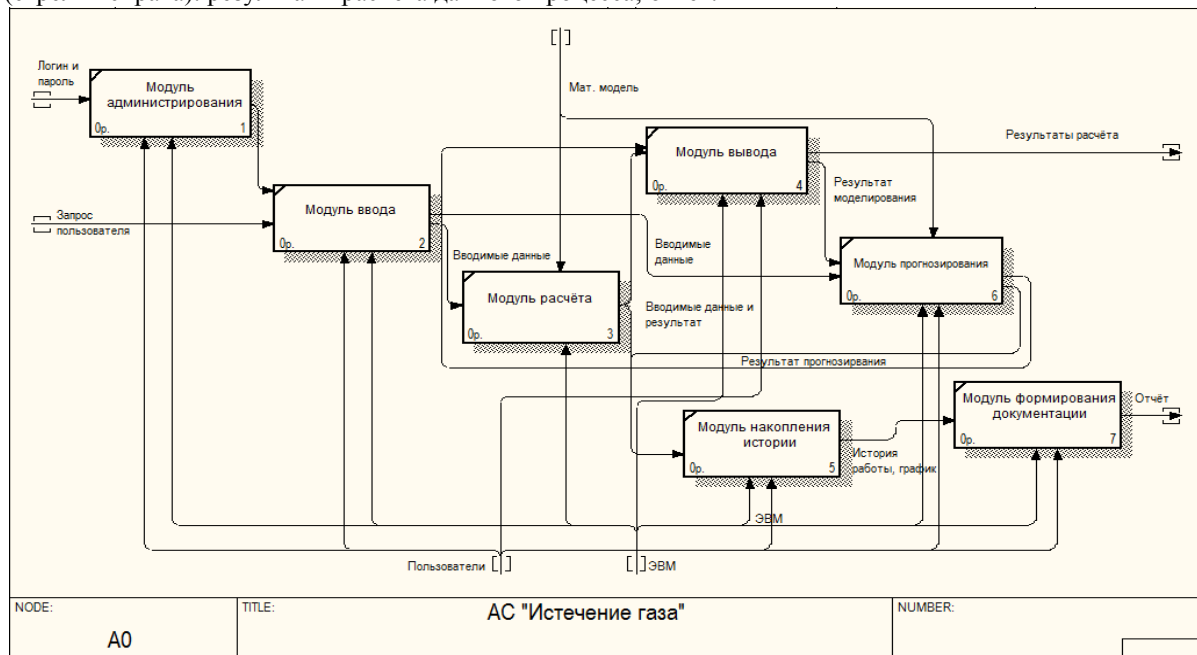 Логин и
пароль
Модуль
администрирования
0р.
1
Мат. модель
Модуль вывода
0р.
4
Результаты расчёта
Модуль ввода
0р.
2
Запрос
пользователя
Результат
моделирования
Вводимые данные
Вводимые
данные
Модуль прогнозирования
0р.
6
Модуль расчёта
0р.
3
Вводимые данные и
результат
Результат прогнозирвания
Модуль формирования
документации
0р.
7
Отчёт
Модуль накопления
истории
0р.
5
История
работы, график
ЭВМ
Пользователи
ЭВМ
NODE:
A0
TITLE:
АС "Истечение газа"
NUMBER: